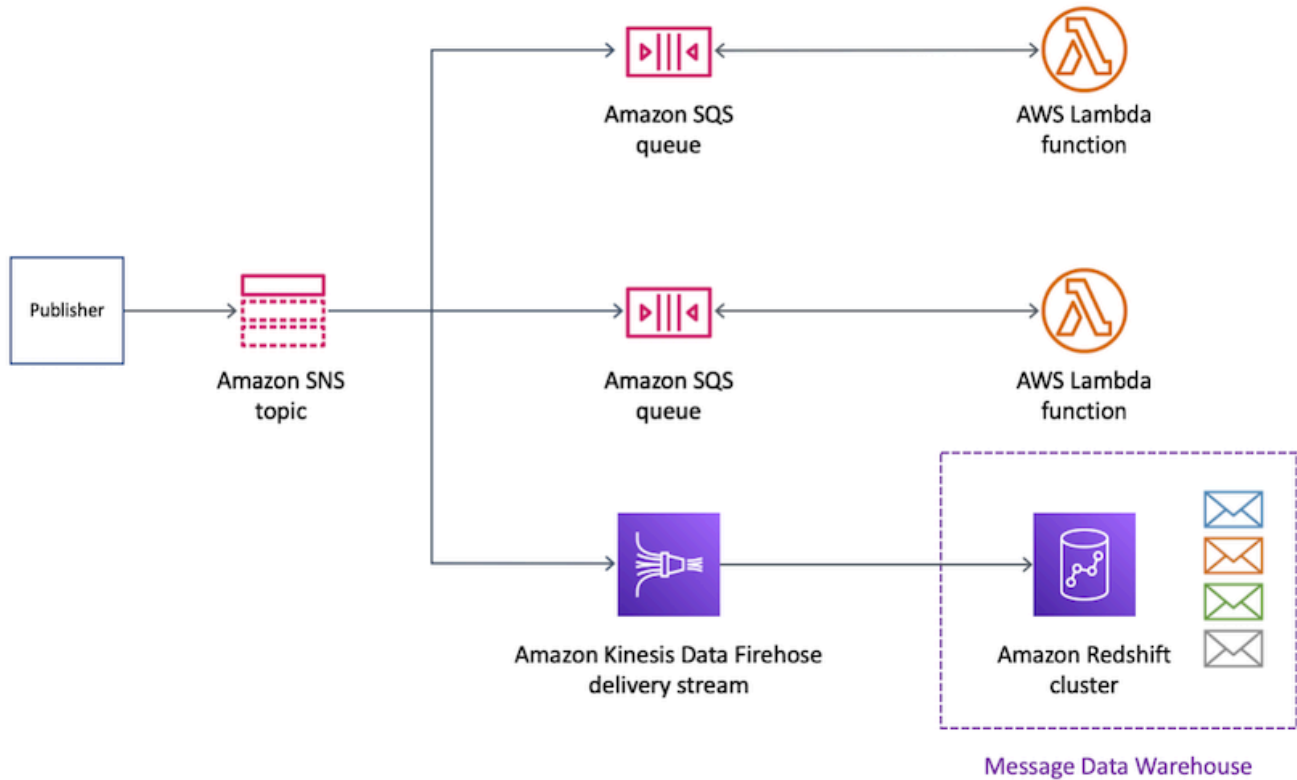 Amazon SQS
queue
AWS Lambda
function
Publisher
Amazon SNS
topic
Amazon SQS
queue
AWS Lambda
function
Amazon Kinesis Data Firehose
delivery stream
Amazon Redshift
cluster
Message Data Warehouse